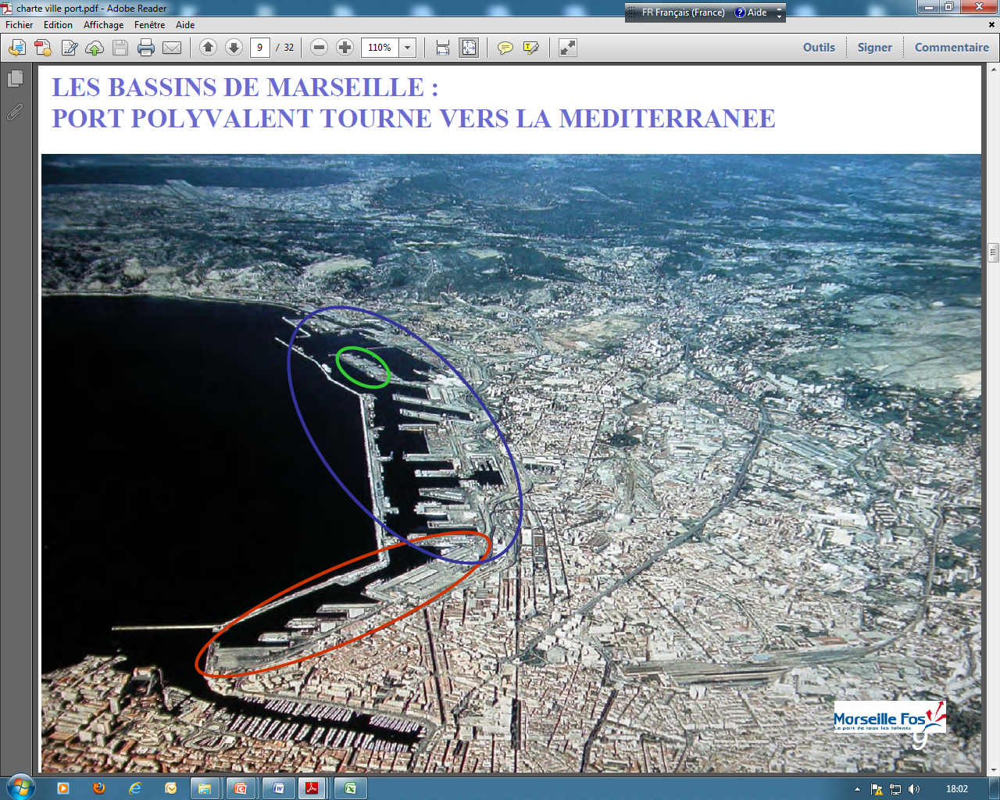 charte ville port.pdf - Adobe Reader
FR Français (France)
Aide
Fichier Edition Affichage Fenêtre Aide
9 / 32
110%
Outils Signer Commentaire
LES BASSINS DE MARSEILLE :
PORT POLYVALENT TOURNE VERS LA MEDITERRANEE
Marseille Fos
Le port de tous les talents
9
18:02